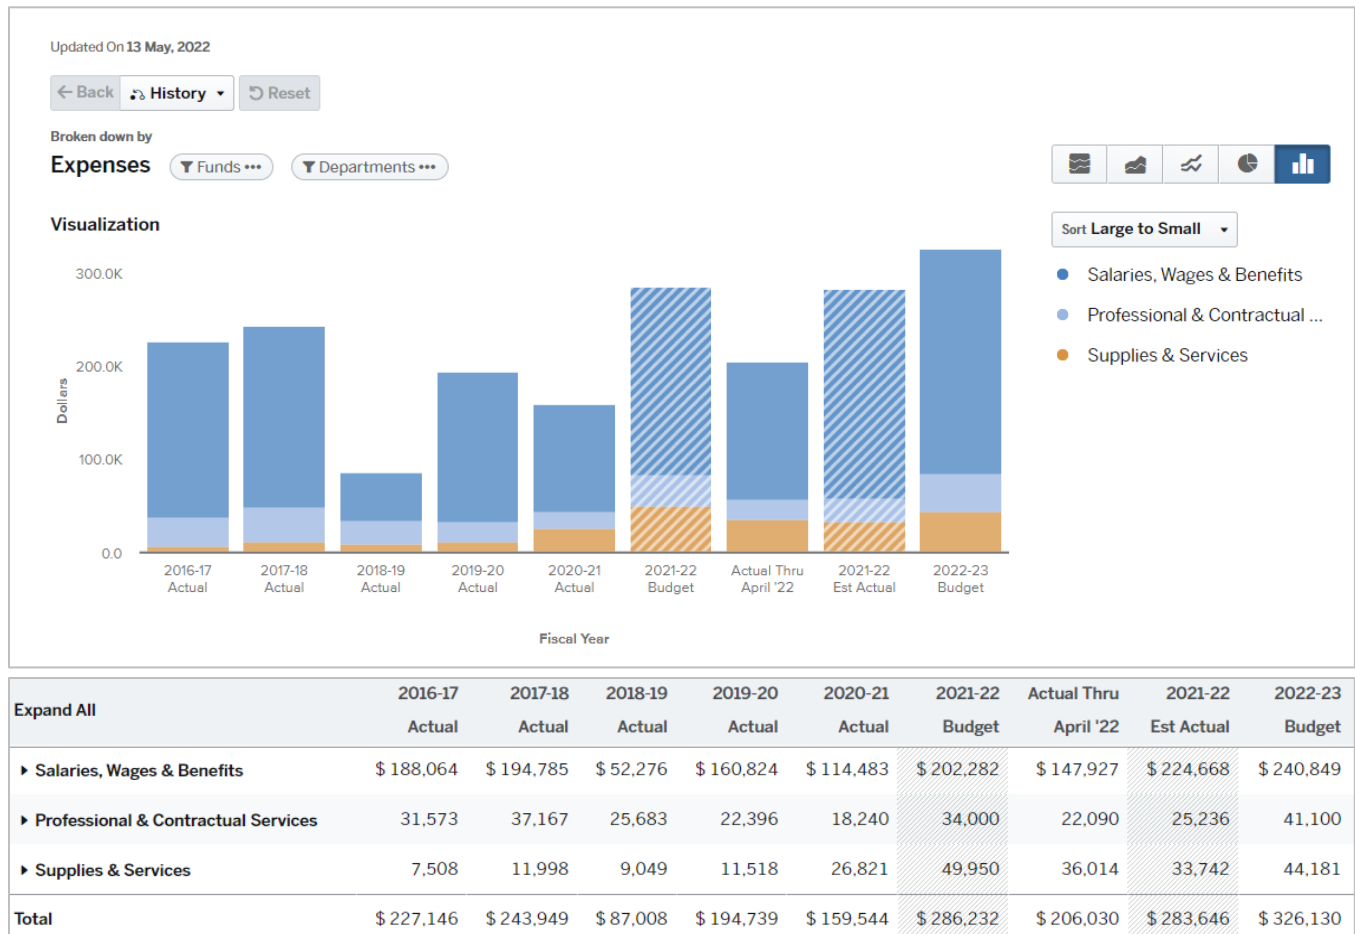 Updated On 13 May, 2022
Back History Reset
Broken down by
Expenses Funds ••• Departments •••
Visualization
Sort Large to Small
Salaries, Wages & Benefits
Professional & Contractual ...
Supplies & Services
300.0K
200.0K
100.0K
0.0
Dollars
2016-17 2017-18 2018-19 2019-20 2020-21 2021-22 Actual Thru 2021-22 2022-23
Actual Actual Actual Actual Actual Budget April '22 Est Actual Budget
Fiscal Year
Expand All
2016-17 2017-18 2018-19 2019-20 2020-21 2021-22 Actual Thru 2021-22 2022-23
Actual Actual Actual Actual Actual Budget April '22 Est Actual Budget
Salaries, Wages & Benefits $ 188,064 $ 194,785 $ 52,276 $ 160,824 $ 114,483 $ 202,282 $ 147,927 $ 224,668 $ 240,849
Professional & Contractual Services 31,573 37,167 25,683 22,396 18,240 34,000 22,090 25,236 41,100
Supplies & Services 7,508 11,998 9,049 11,518 26,821 49,950 36,014 33,742 44,181
Total $ 227,146 $ 243,949 $ 87,008 $ 194,739 $ 159,544 $ 286,232 $ 206,030 $ 283,646 $ 326,130